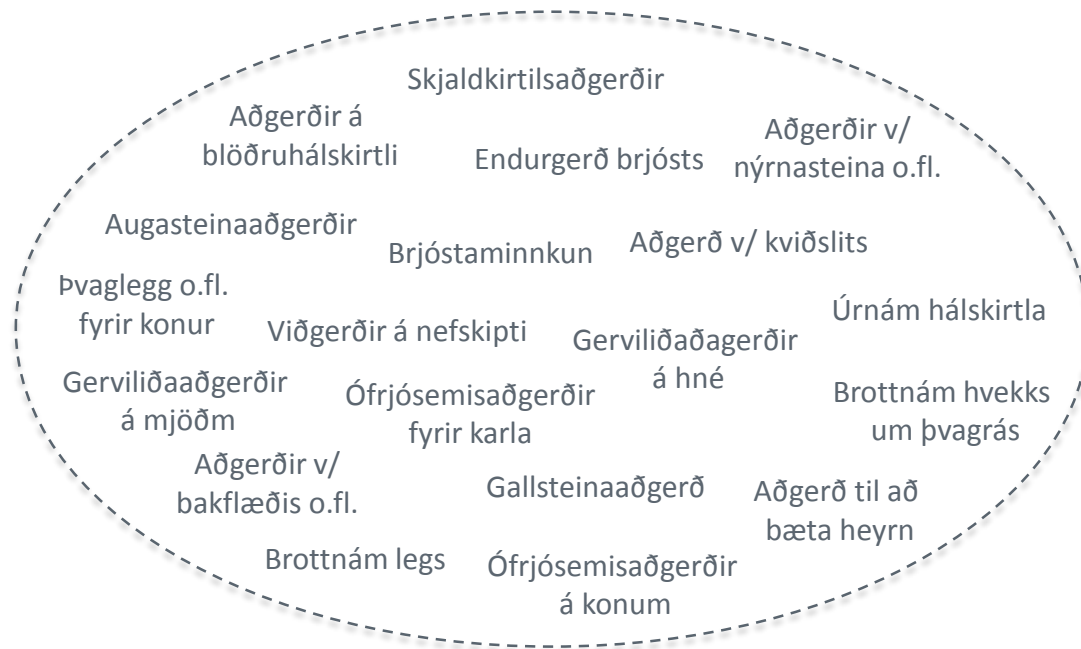 Skjaldkirtilsaðgerðir
Aðgerðir á
blöðruhálskirtli
Endurgerð brjósts
Aðgerðir v/
nýrnasteina o.fl.
Augasteinaaðgerðir
Brjóstaminnkun
Aðgerð v/ kviðslits
Þvaglegg o.fl.
fyrir konur
Viðgerðir á nefskipti
Gerviliðaðagerðir
á hné
Úrnám hálskirtla
Gerviliðaaðgerðir
á mjöðm
Ófrjósemisaðgerðir
fyrir karla
Brottnám hvekks
um þvagrás
Aðgerðir v/
bakflæðis o.fl.
Gallsteinaaðgerð
Aðgerð til að
bæta heyrn
Brottnám legs
Ófrjósemisaðgerðir
á konum